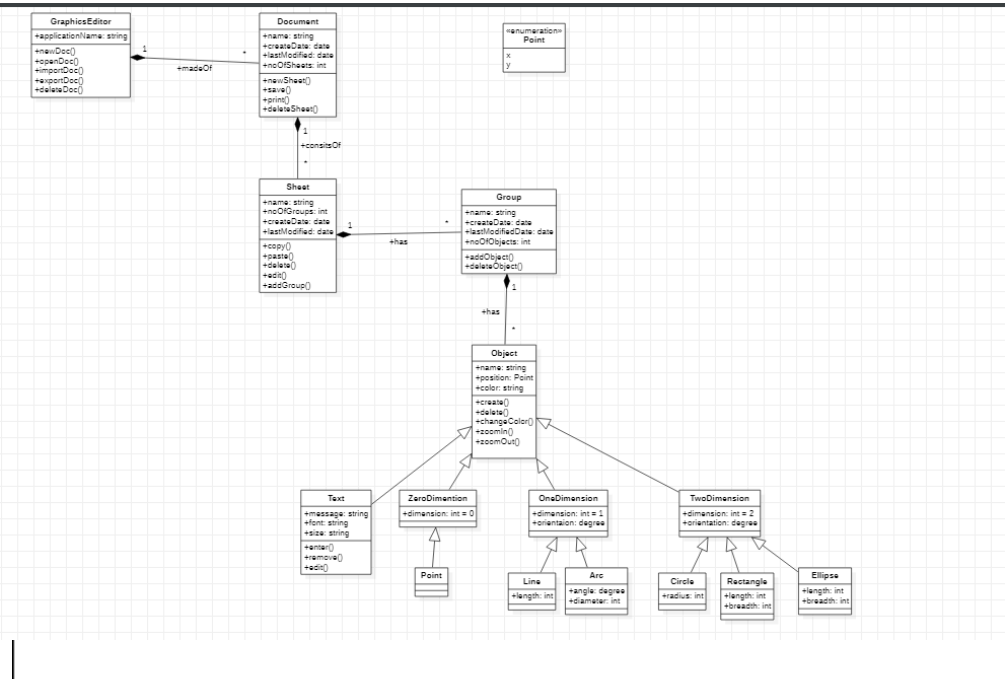 GraphicsEditor
+applicationName: string
+newDoc()
+openDoc()
+importDoc()
+exportDoc()
+deleteDoc()
1
*
+madeOf
Document
+name: string
+createDate: date
+lastModified: date
+noOfSheets: int
+newSheet()
+save()
+print()
+deleteSheet()
«enumeration»
Point
x
y
1
+consitsOf
*
Sheet
+name: string
+noOfGroups: int
+createDate: date
+lastModified: date
+copy()
+paste()
+delete()
+edit()
+addGroup()
1
*
+has
Group
+name: string
+createDate: date
+lastModifiedDate: date
+noOfObjects: int
+addObject()
+deleteObject()
1
+has
*
Object
+name: string
+position: Point
+color: string
+create()
+delete()
+changeColor()
+zoomIn()
+zoomOut()
Text
+message: string
+font: string
+size: string
+enter()
+remove()
+edit()
ZeroDimention
+dimension: int = 0
OneDimension
+dimension: int = 1
+orientaion: degree
TwoDimension
+dimension: int = 2
+orientation: degree
Point
Line
+length: int
Arc
+angle: degree
+diameter: int
Circle
+radius: int
Rectangle
+length: int
+breadth: int
Ellipse
+length: int
+breadth: int